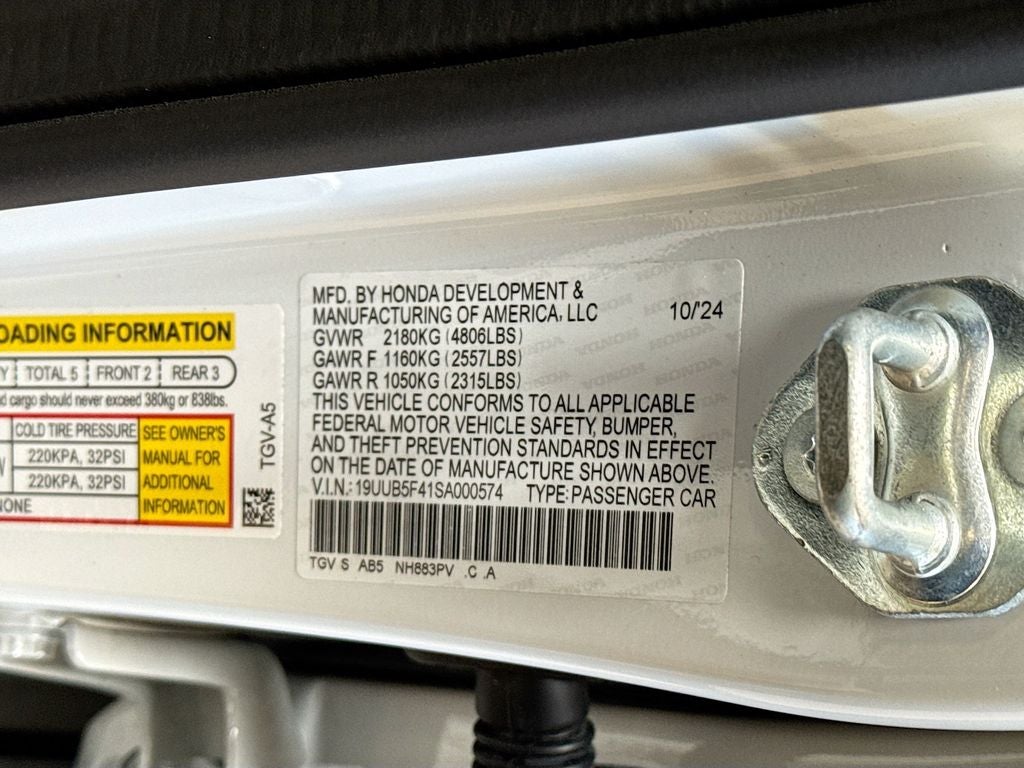 OADING INFORMATION
Y TOTAL 5 FRONT 2 REAR 3
d cargo should never exceed 380kg or 838lbs.
COLD TIRE PRESSURE
220KPA, 32PSI
220KPA, 32PSI
NONE
SEE OWNER'S
MANUAL FOR
ADDITIONAL
INFORMATION
TGV-A5
MFD. BY HONDA DEVELOPMENT &
MANUFACTURING OF AMERICA, LLC 10/'24
GVWR 2180KG (4806LBS)
GAWR F 1160KG (2557LBS)
GAWR R 1050KG (2315LBS)
THIS VEHICLE CONFORMS TO ALL APPLICABLE
FEDERAL MOTOR VEHICLE SAFETY, BUMPER,
AND THEFT PREVENTION STANDARDS IN EFFECT
ON THE DATE OF MANUFACTURE SHOWN ABOVE.
V.I.N.: 19UUB5F41SA000574 TYPE: PASSENGER CAR
TGV S AB5 NH883PV .C .A